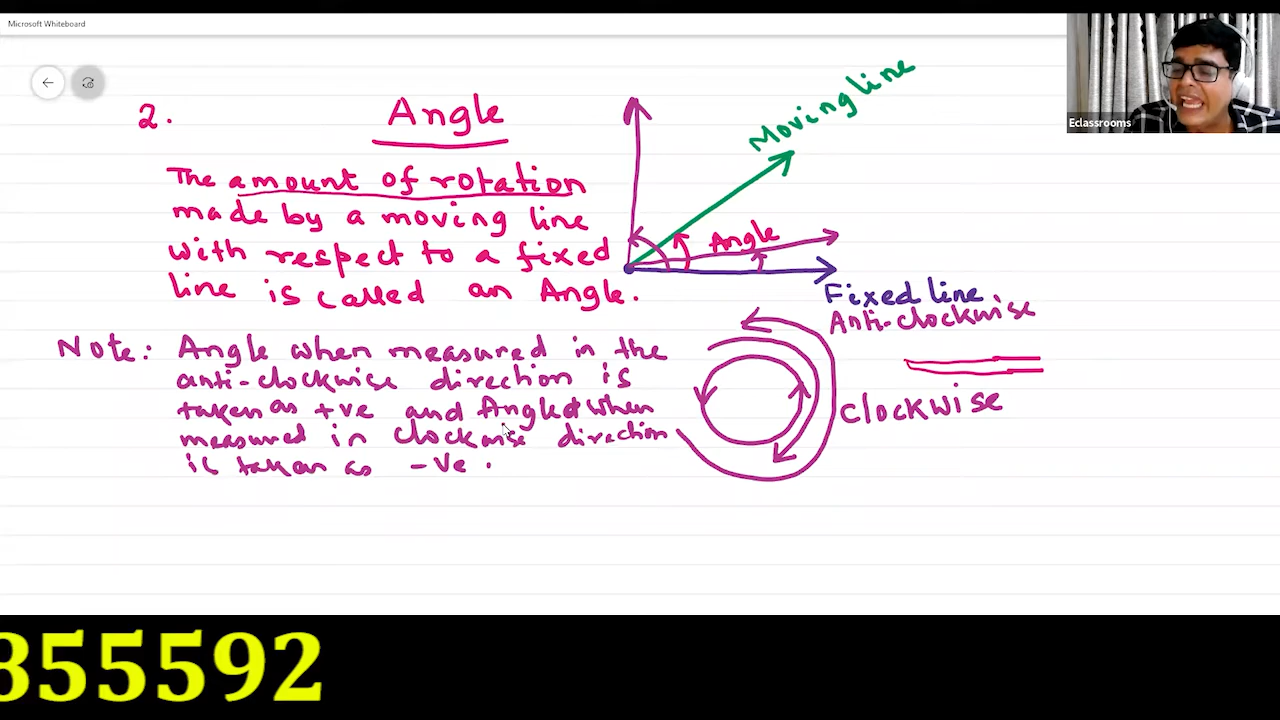 Microsoft Whiteboard
Eclassrooms
2. Angle
The amount of rotation
made by a moving line
with respect to a fixed
line is called an Angle.
Moving line
Angle
Fixed line
Anti-clockwise
clockwise
Note: Angle when measured in the
anti-clockwise direction is
taken as +ve and Angle when
measured in clockwise direction
is taken as -ve.
855592